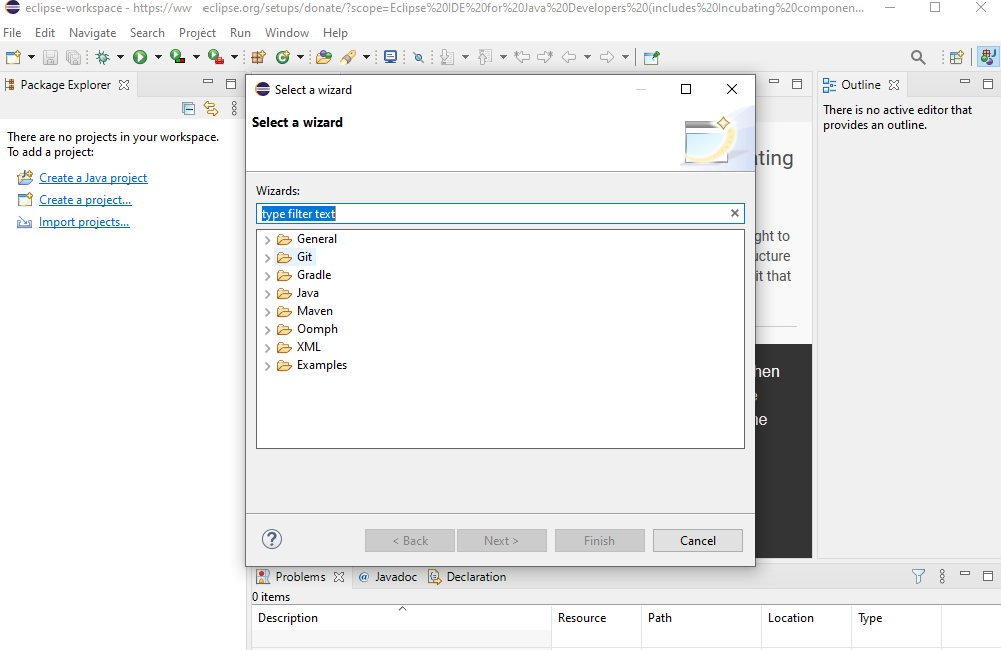 eclipse-workspace - https://ww eclipse.org/setups/donate/?scope=Eclipse%20IDE%20for%20Java%20Developers%20(includes%20Incubating%20componen...
File Edit Navigate Search Project Run Window Help
Package Explorer
There are no projects in your workspace.
To add a project:
Create a Java project
Create a project...
Import projects...
Select a wizard
Select a wizard
Wizards:
type filter text
General
Git
Gradle
Java
Maven
Oomph
XML
Examples
?
< Back Next > Finish Cancel
ating
ght to
ucture
it that
hen
e
ne
Outline
There is no active editor that
provides an outline.
Problems @ Javadoc Declaration
0 items
Description Resource Path Location Type